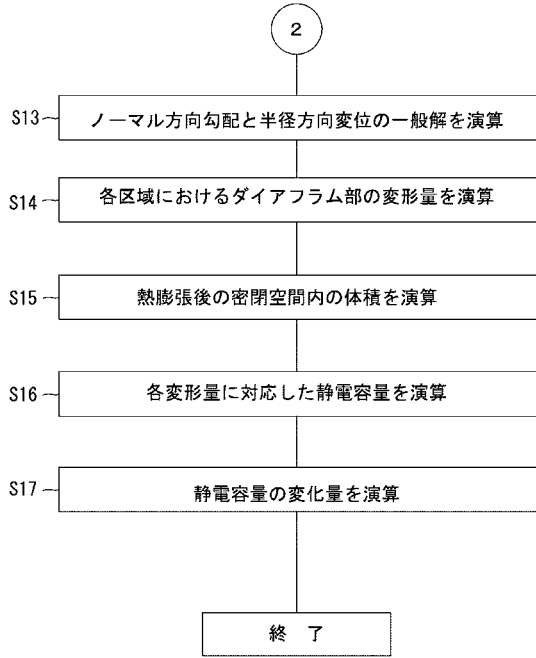 2
S13 ノーマル方向勾配と半径方向変位の一般解を演算
S14 各区域におけるダイアフラム部の変形量を演算
S15 熱膨張後の密閉空間内の体積を演算
S16 各変形量に対応した静電容量を演算
S17 静電容量の変化量を演算
終 了